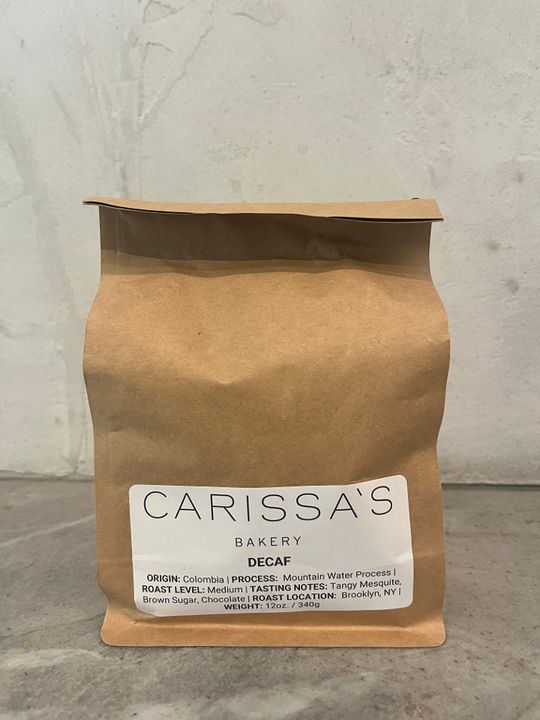 CARISSA'S
BAKERY
DECAF
ORIGIN: Colombia | PROCESS: Mountain Water Process |
ROAST LEVEL: Medium | TASTING NOTES: Tangy Mesquite,
Brown Sugar, Chocolate | ROAST LOCATION: Brooklyn, NY |
WEIGHT: 12oz. / 340g